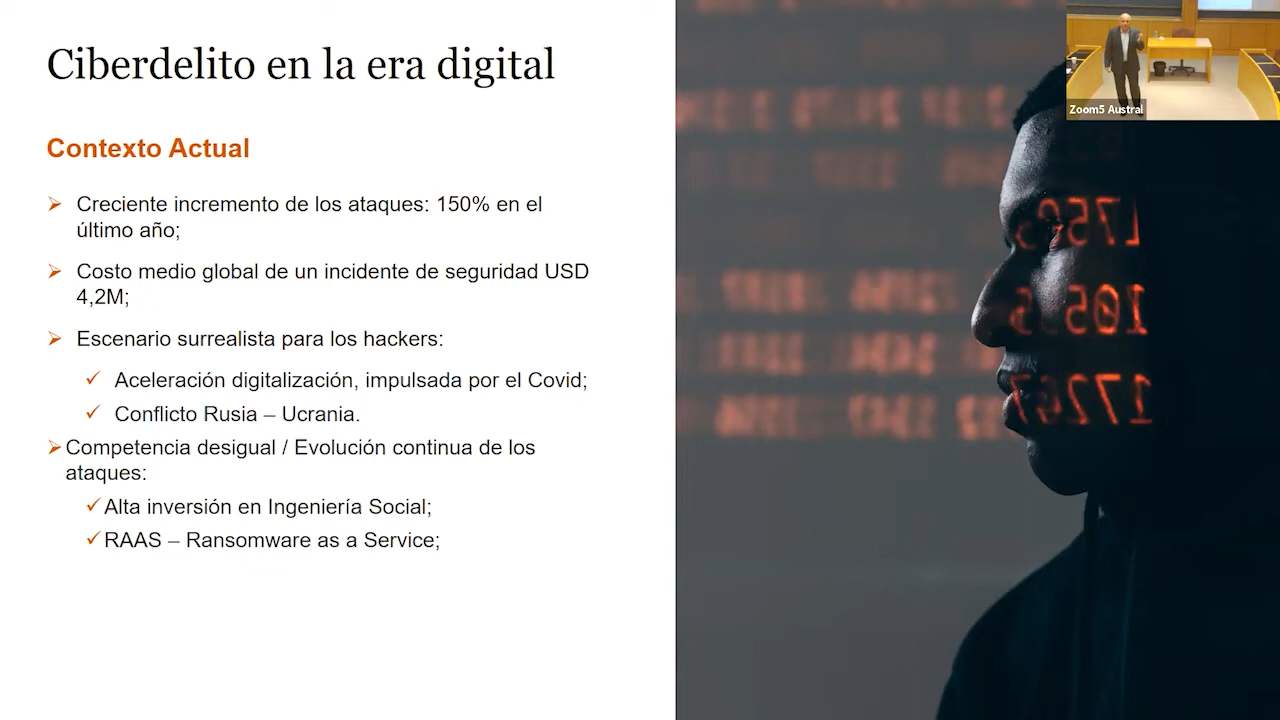 Ciberdelito en la era digital
Contexto Actual
Creciente incremento de los ataques: 150% en el
último año;
Costo medio global de un incidente de seguridad USD
4,2M;
Escenario surrealista para los hackers:
Aceleración digitalización, impulsada por el Covid;
Conflicto Rusia – Ucrania.
Competencia desigual / Evolución continua de los
ataques:
Alta inversión en Ingeniería Social;
RAAS – Ransomware as a Service;
Zoom5 Austral